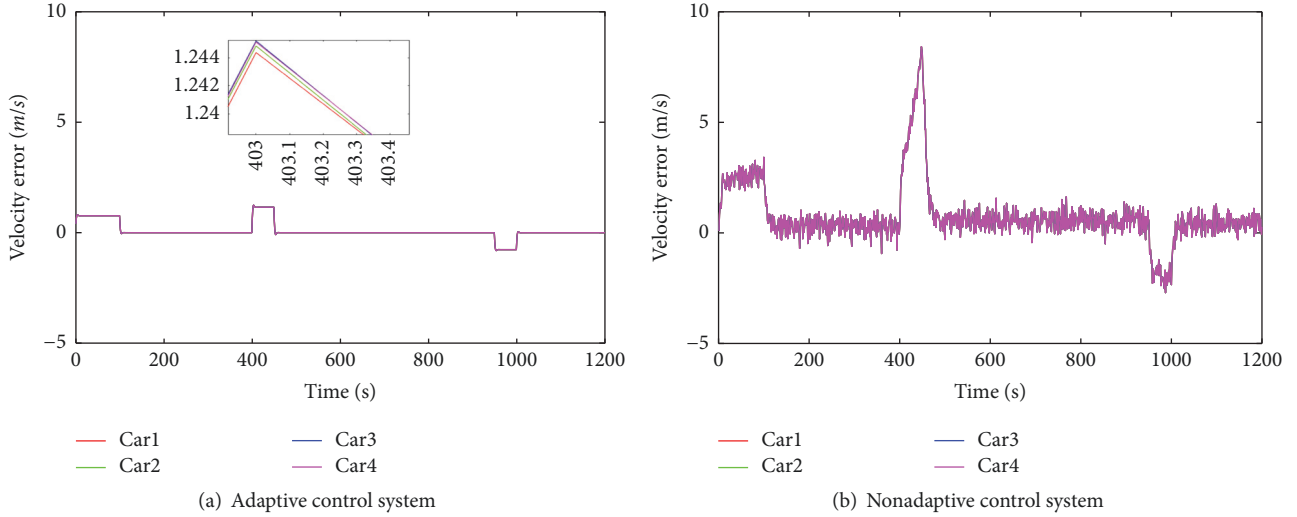 10
5
0
−5
Velocity error (m/s)
1.244
1.242
1.24
403
403.1
403.2
403.3
403.4
0 200 400 600 800 1000 1200
Time (s)
Car1 Car3
Car2 Car4
(a) Adaptive control system
10
5
0
−5
Velocity error (m/s)
0 200 400 600 800 1000 1200
Time (s)
Car1 Car3
Car2 Car4
(b) Nonadaptive control system